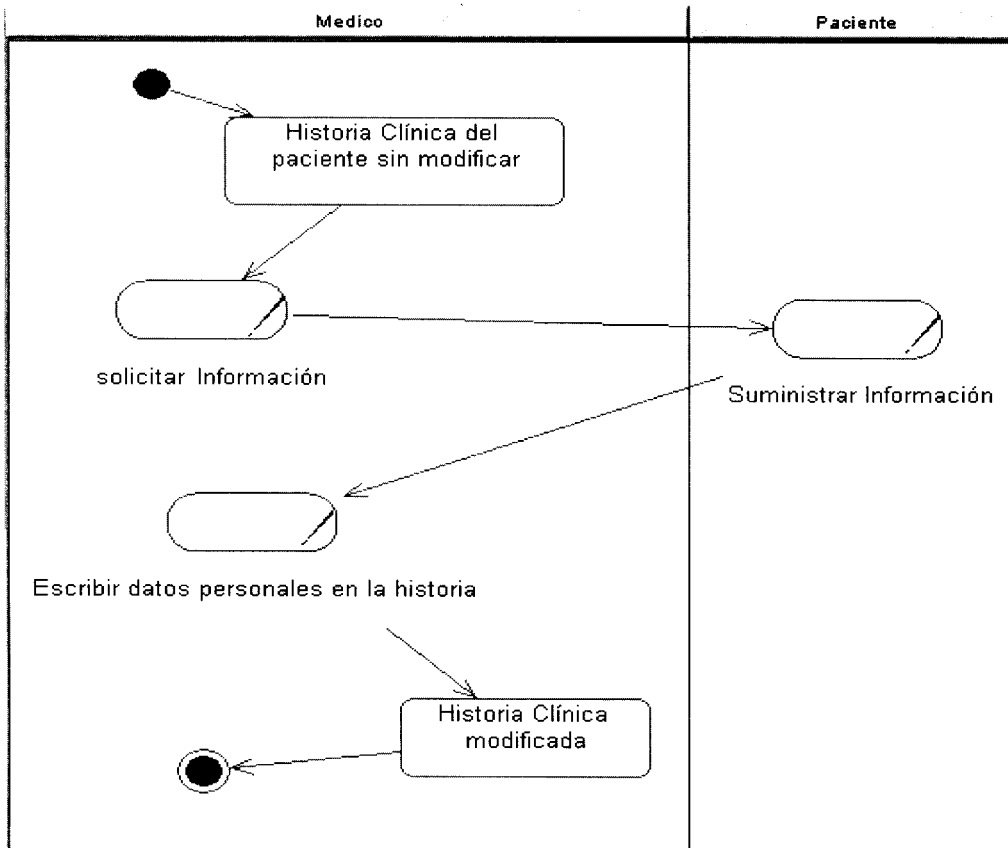 Medico
Paciente
Historia Clínica del
paciente sin modificar
solicitar Información
Suministrar Información
Escribir datos personales en la historia
Historia Clínica
modificada